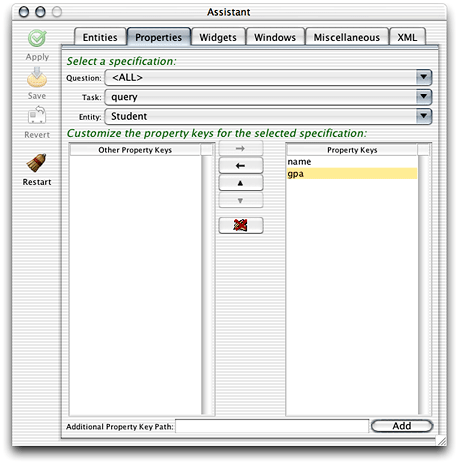 Assistant
Apply
Save
Revert
Restart
Entities Properties Widgets Windows Miscellaneous XML
Select a specification:
Question: <ALL>
Task: query
Entity: Student
Customize the property keys for the selected specification:
Other Property Keys
Property Keys
name
gpa
Additional Property Key Path: Add